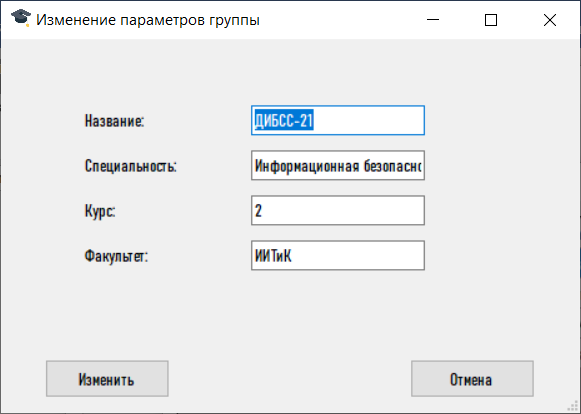 Изменение параметров группы
Название: ДИБСС-21
Специальность: Информационная безопасно
Курс: 2
Факультет: ИИТиК
Изменить Отмена